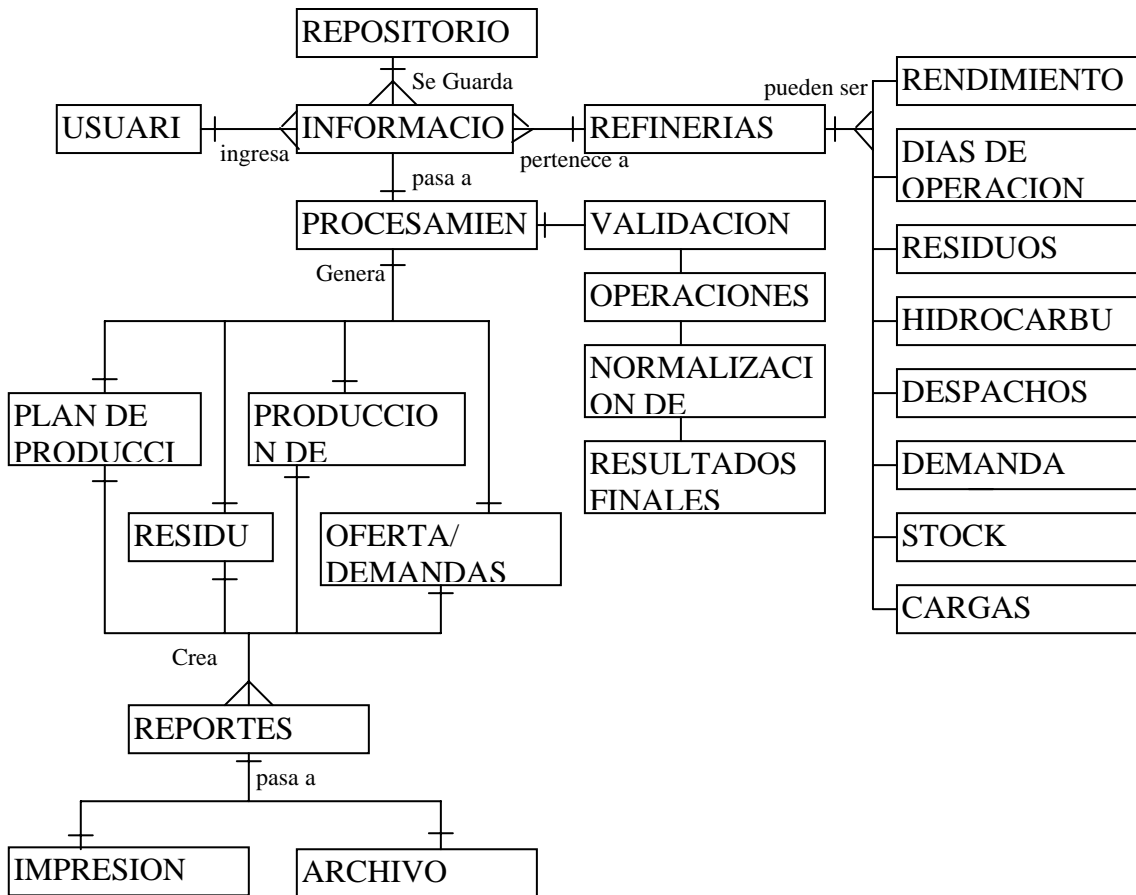 REPOSITORIO
Se Guarda
pueden ser
RENDIMIENTO
USUARI
ingresa
INFORMACIO
pertenece a
REFINERIAS
DIAS DE
OPERACION
pasa a
PROCESAMIEN
VALIDACION
RESIDUOS
Genera
OPERACIONES
HIDROCARBU
NORMALIZACI
ON DE
DESPACHOS
PLAN DE
PRODUCCI
PRODUCCIO
N DE
RESULTADOS
FINALES
DEMANDA
RESIDU
OFERTA/
DEMANDAS
STOCK
CARGAS
Crea
REPORTES
pasa a
IMPRESION
ARCHIVO